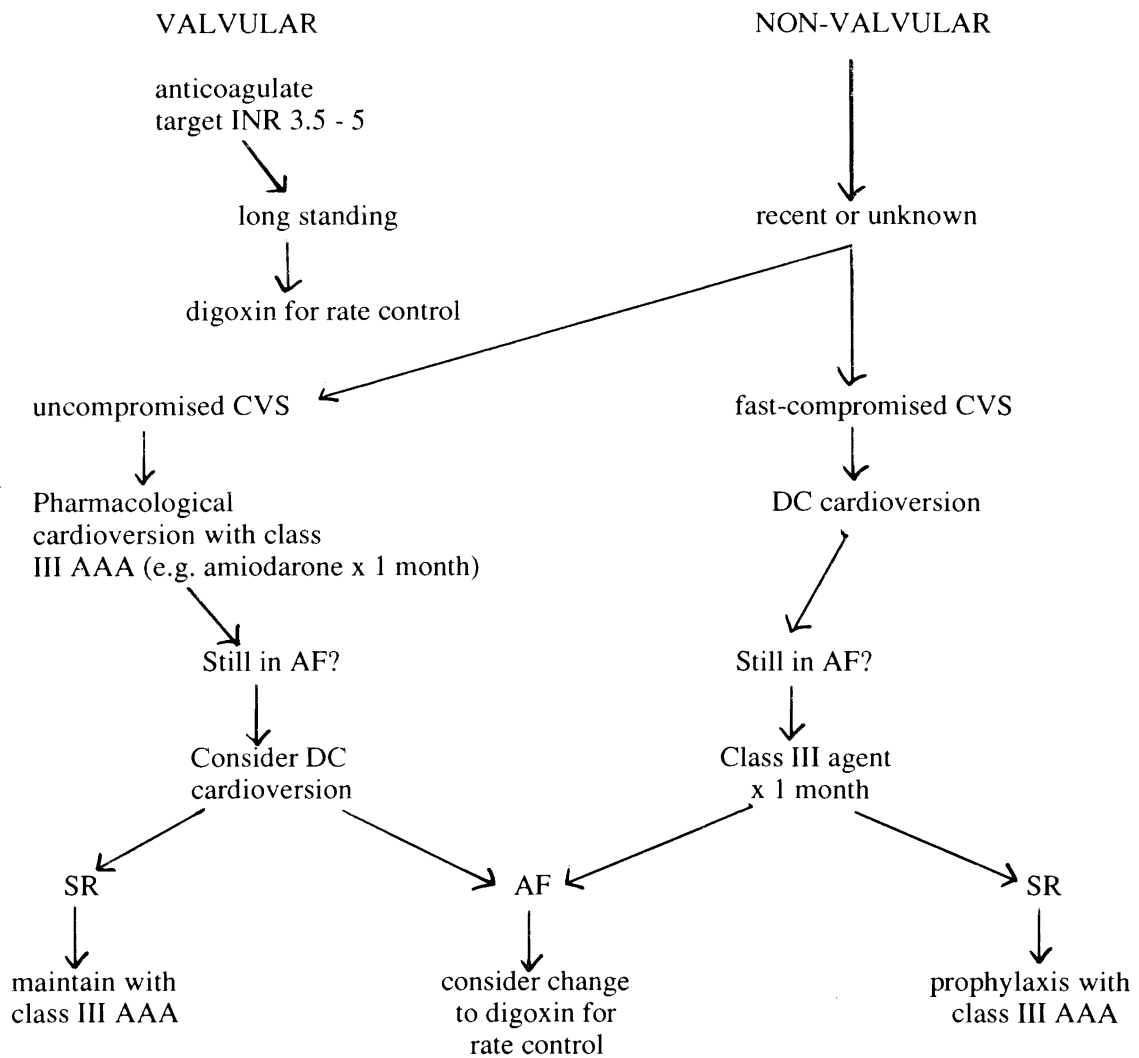 VALVULAR
NON-VALVULAR
anticoagulate
target INR 3.5 - 5
long standing
recent or unknown
digoxin for rate control
uncompromised CVS
fast-compromised CVS
Pharmacological
cardioversion with class
III AAA (e.g. amiodarone x 1 month)
DC cardioversion
Still in AF?
Still in AF?
Consider DC
cardioversion
Class III agent
x 1 month
SR
AF
SR
maintain with
class III AAA
consider change
to digoxin for
rate control
prophylaxis with
class III AAA